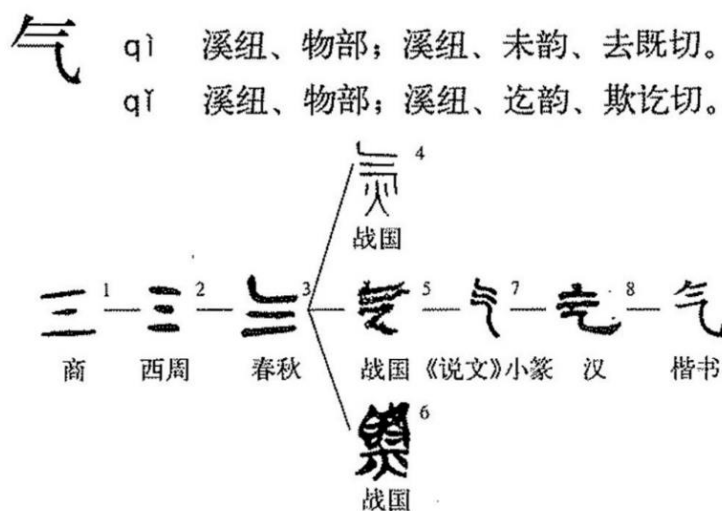 气 qì 溪纽、物部；溪纽、未韵、去既切。
qǐ 溪纽、物部；溪纽、迄韵、欺讫切。
4
战国
1 2 3 5 7 8 气
商 西周 春秋 战国 《说文》小篆 汉 楷书
6
战国